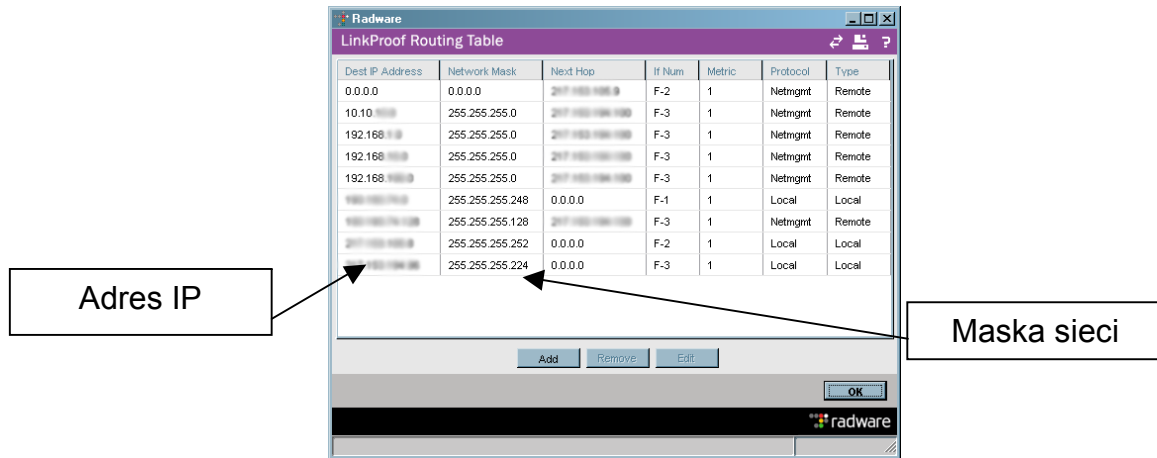 Radware
LinkProof Routing Table
Dest IP Address Network Mask Next Hop If Num Metric Protocol Type
0.0.0.0 0.0.0.0 F-2 1 Netmgmt Remote
10.10. 255.255.255.0 F-3 1 Netmgmt Remote
192.168. 255.255.255.0 F-3 1 Netmgmt Remote
192.168. 255.255.255.0 F-3 1 Netmgmt Remote
192.168. 255.255.255.0 F-3 1 Netmgmt Remote
255.255.255.248 0.0.0.0 F-1 1 Local Local
255.255.255.128 F-3 1 Netmgmt Remote
255.255.255.252 0.0.0.0 F-2 1 Local Local
255.255.255.224 0.0.0.0 F-3 1 Local Local
Adres IP
Maska sieci
Add Remove Edit
OK
radware